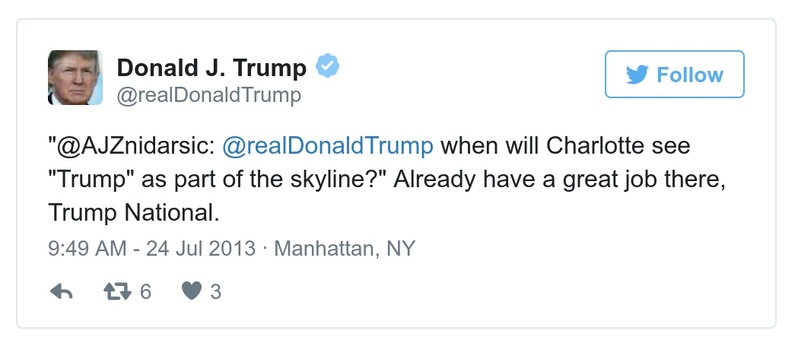 Donald J. Trump
Follow
@realDonaldTrump
"@AJZnidarsic: @realDonaldTrump when will Charlotte see
"Trump" as part of the skyline?" Already have a great job there,
Trump National.
9:49 AM - 24 Jul 2013 · Manhattan, NY
6 3